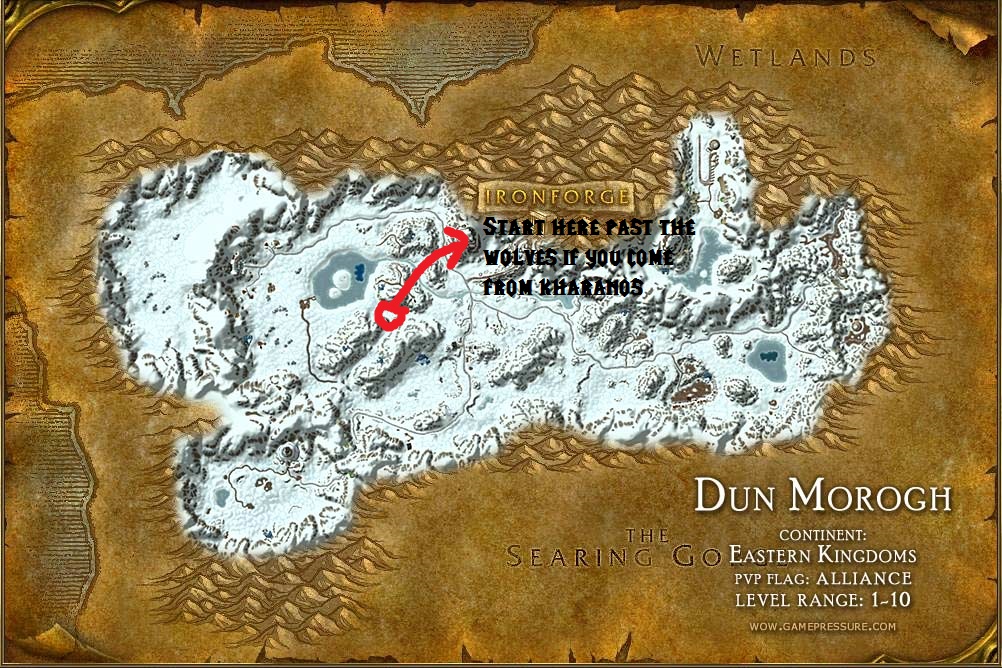 WETLANDS
IRONFORGE
START HERE PAST THE
WOLVES IF YOU COME
FROM KHARANOS
DUN MOROGH
THE
SEARING GO
CONTINENT:
EASTERN KINGDOMS
PVP FLAG: ALLIANCE
LEVEL RANGE: 1-10
WOW.GAMEPRESSURE.COM